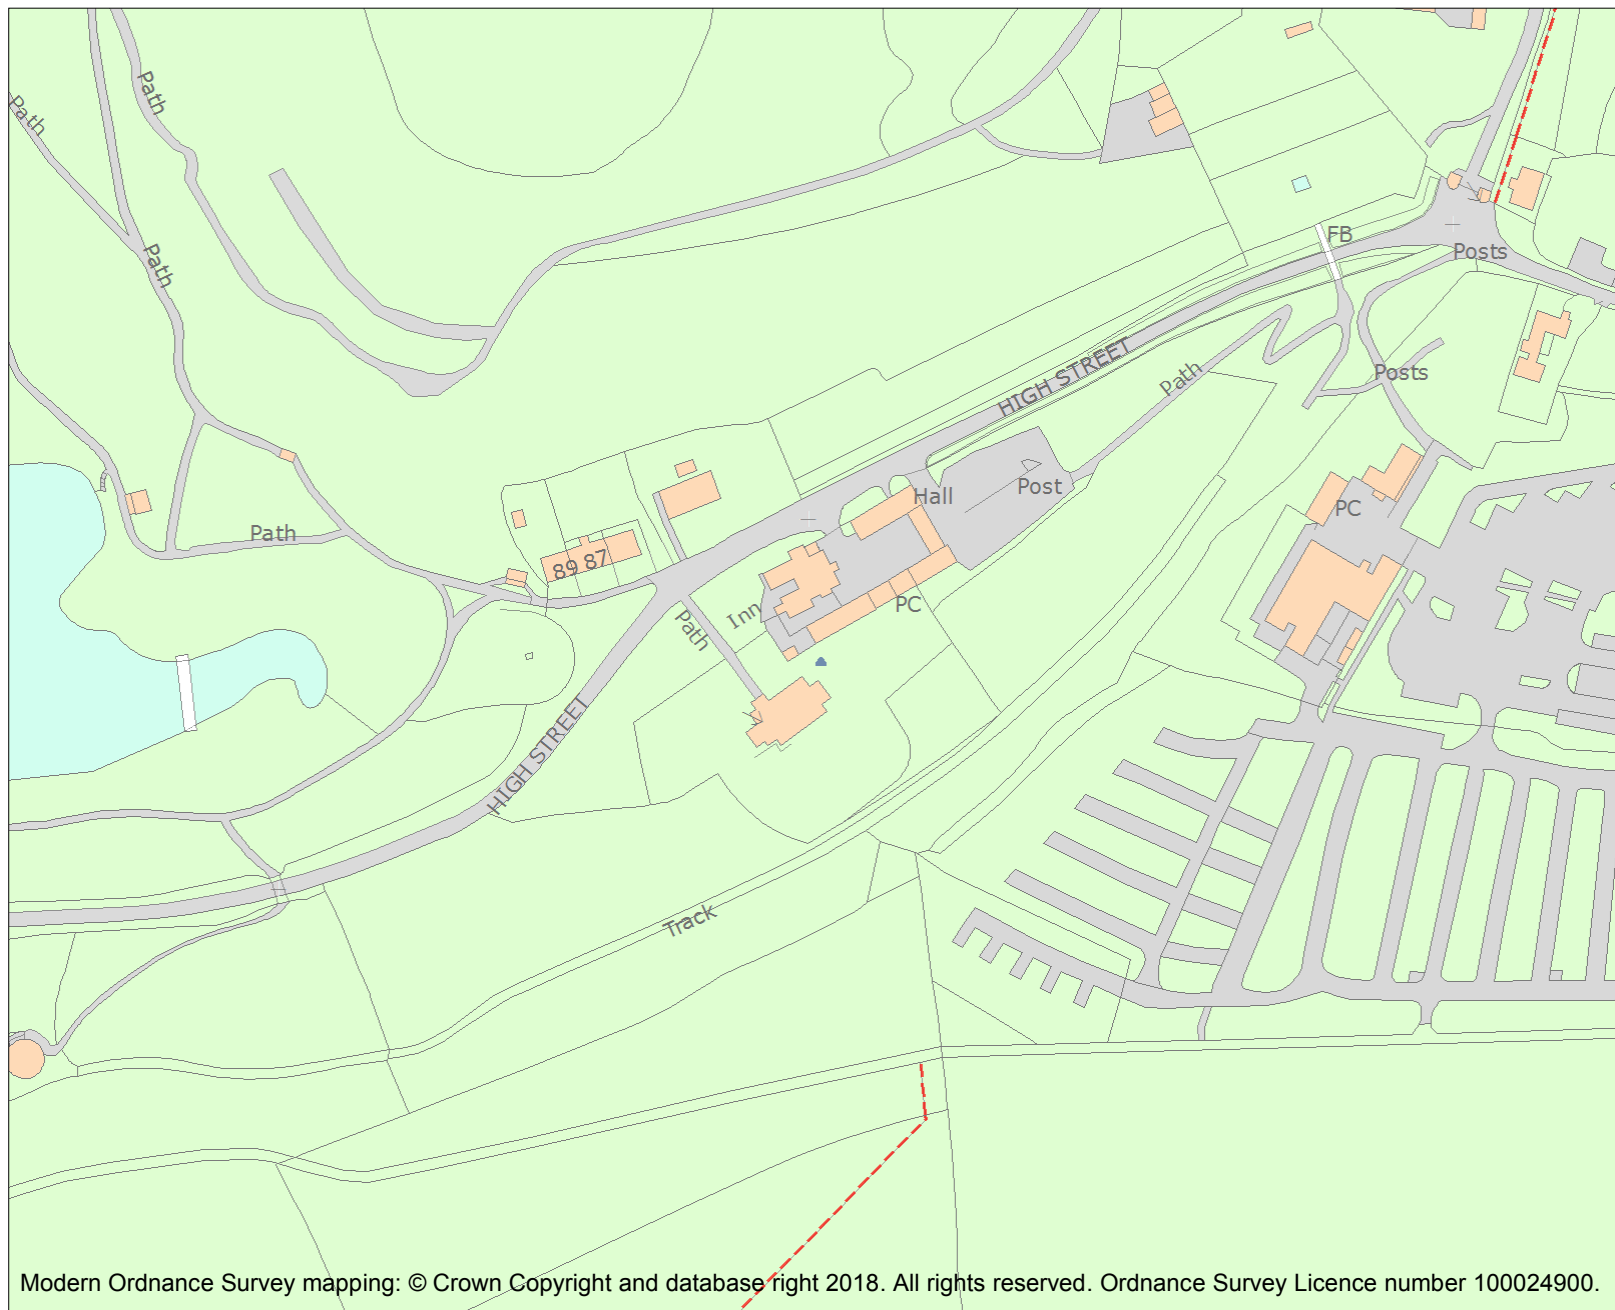 Path
Path
Path
FB
Posts
HIGH STREET
Path
Posts
Hall
Post
PC
Path
89 87
Inn
PC
Path
HIGH STREET
Track
Modern Ordnance Survey mapping: © Crown Copyright and database right 2018. All rights reserved. Ordnance Survey Licence number 100024900.